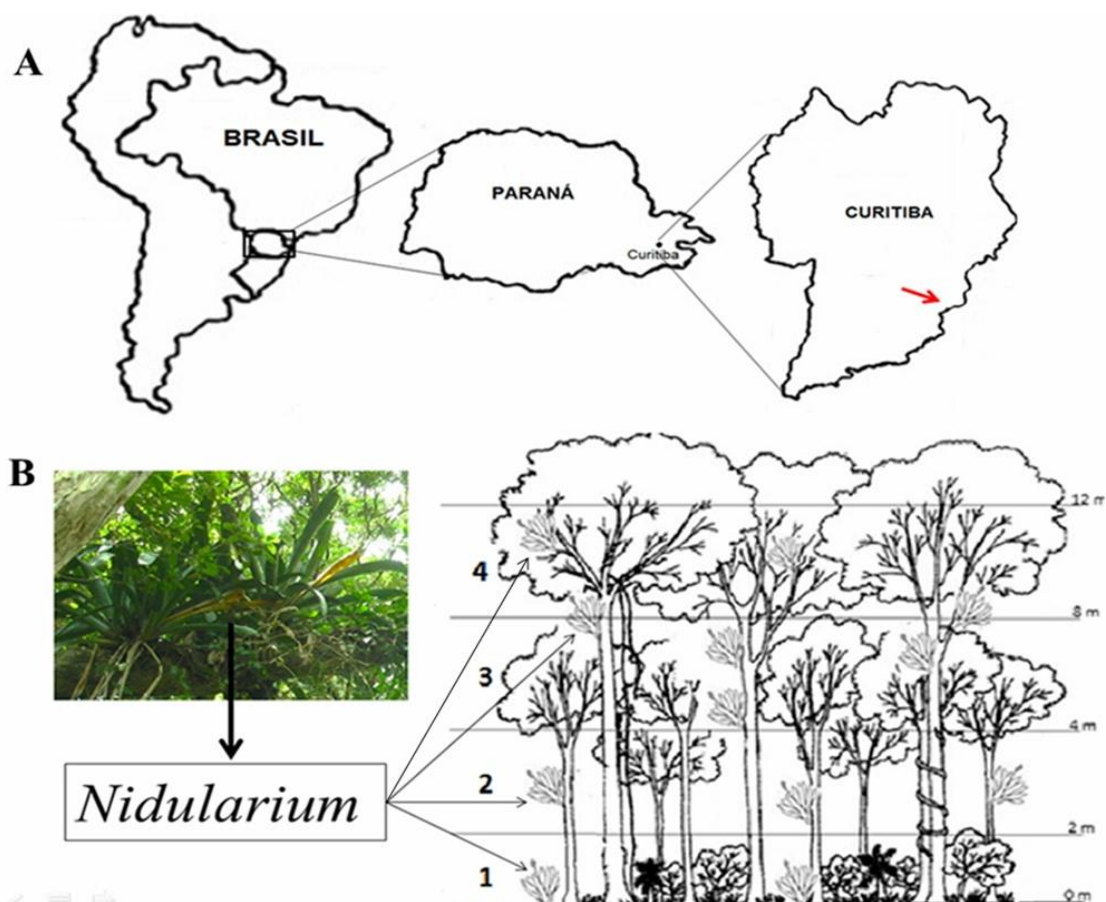 A
BRASIL
PARANÁ
Curitiba
CURITIBA
B
12 m
4
8 m
3
4 m
2
Nidularium
2 m
1
0 m